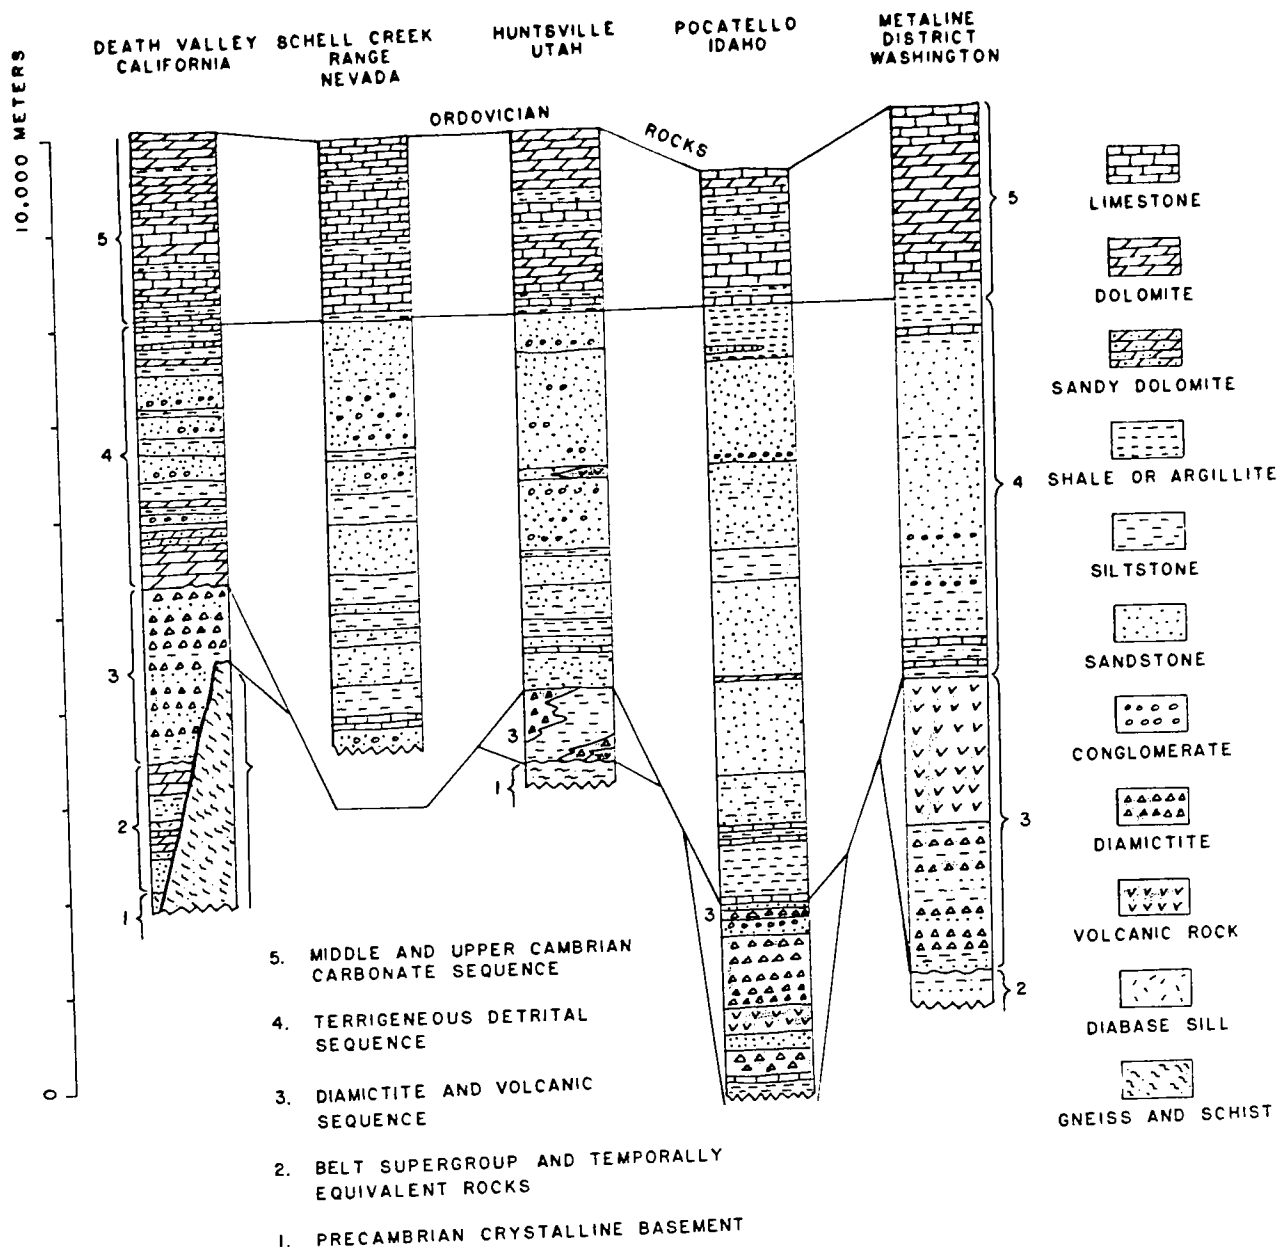 DEATH VALLEY
CALIFORNIA
SCHELL CREEK
RANGE
NEVADA
HUNTSVILLE
UTAH
POCATELLO
IDAHO
METALINE
DISTRICT
WASHINGTON
10,000 METERS
0
ORDOVICIAN
ROCKS
5
4
3
2
1
3
1
3
5
4
3
2
LIMESTONE
DOLOMITE
SANDY DOLOMITE
SHALE OR ARGILLITE
SILTSTONE
SANDSTONE
CONGLOMERATE
DIAMICTITE
VOLCANIC ROCK
DIABASE SILL
GNEISS AND SCHIST
5. MIDDLE AND UPPER CAMBRIAN
CARBONATE SEQUENCE
4. TERRIGENEOUS DETRITAL
SEQUENCE
3. DIAMICTITE AND VOLCANIC
SEQUENCE
2. BELT SUPERGROUP AND TEMPORALLY
EQUIVALENT ROCKS
1. PRECAMBRIAN CRYSTALLINE BASEMENT